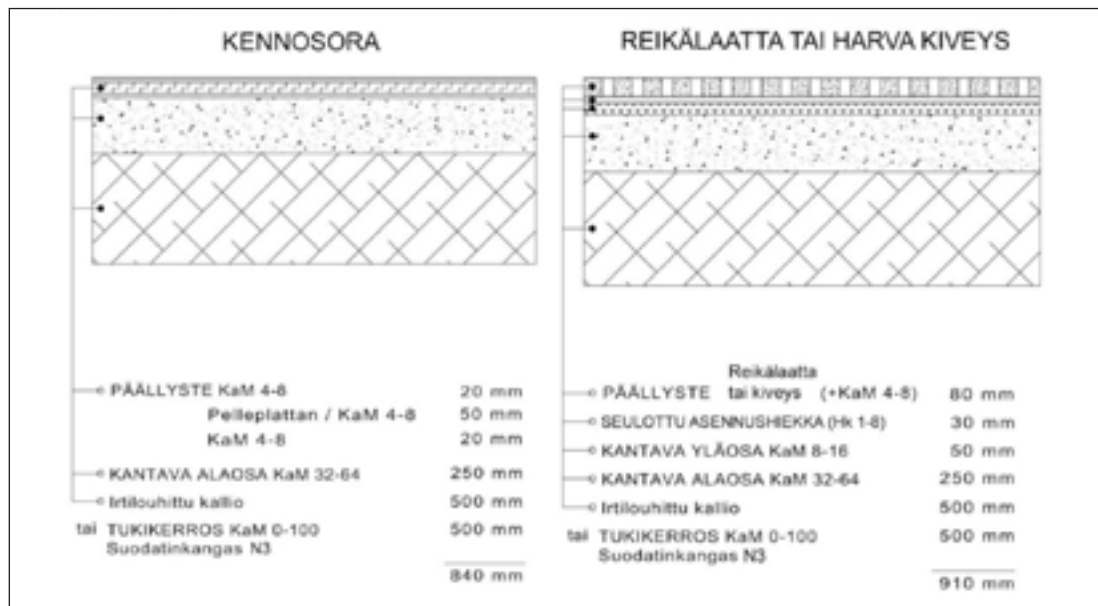 KENNOSORA
PÄÄLLYSTE KaM 4-8 20 mm
Pelleplattan / KaM 4-8 50 mm
KaM 4-8 20 mm
KANTAVA ALAOSA KaM 32-64 250 mm
Irtilouhittu kallio 500 mm
tai TUKIKERROS KaM 0-100 500 mm
Suodatinkangas N3
840 mm
REIKÄLAATTA TAI HARVA KIVEYS
Reikälaatta
PÄÄLLYSTE tai kiveys (+KaM 4-8) 80 mm
SEULOTTU ASENNUSHIEKKA (Hk 1-8) 30 mm
KANTAVA YLÄOSA KaM 8-16 50 mm
KANTAVA ALAOSA KaM 32-64 250 mm
Irtilouhittu kallio 500 mm
tai TUKIKERROS KaM 0-100 500 mm
Suodatinkangas N3
910 mm